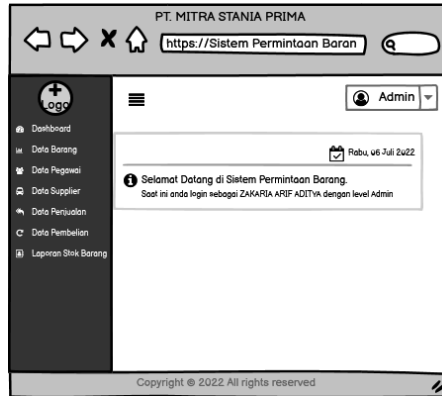 PT. MITRA STANIA PRIMA
https://Sistem Permintaan Baran
Logo
Admin
Dashboard
Data Barang
Data Pegawai
Data Supplier
Data Penjualan
Data Pembelian
Laporan Stok Barang
Rabu, 06 Juli 2022
Selamat Datang di Sistem Permintaan Barang.
Saat ini anda login sebagai ZAKARIA ARIF ADITYA dengan level Admin
Copyright © 2022 All rights reserved